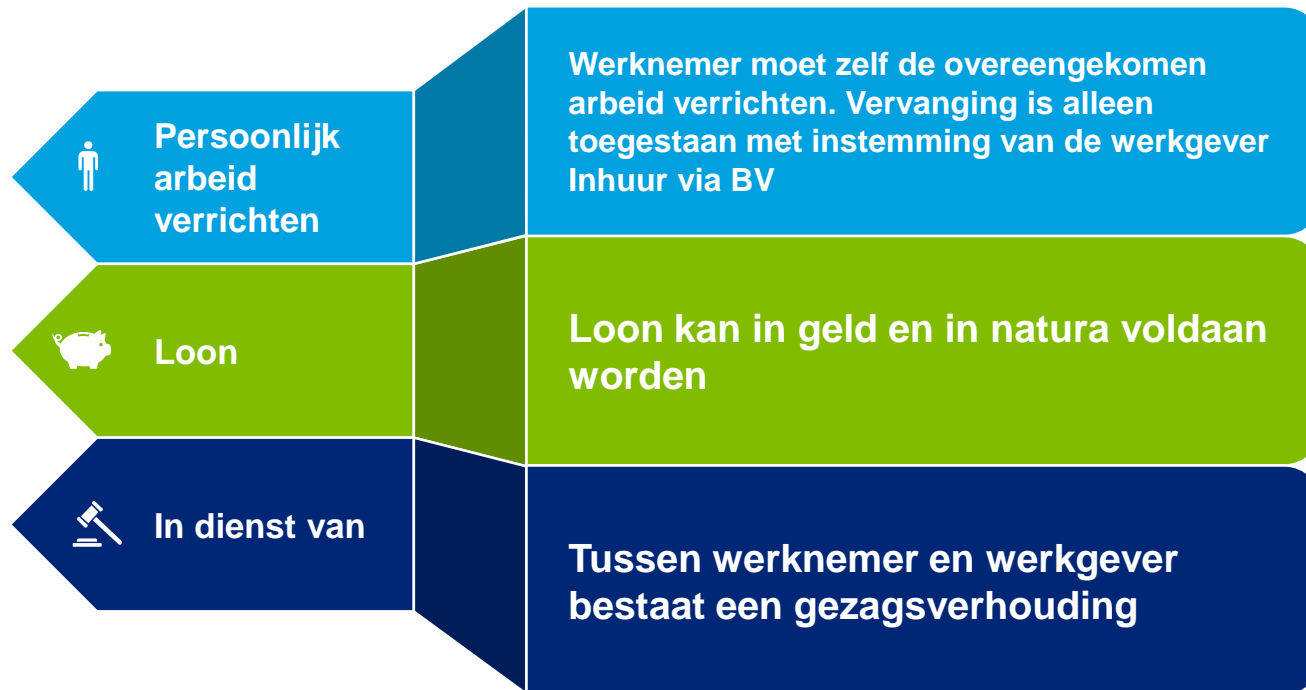 Persoonlijk
arbeid
verrichten
Werknemer moet zelf de overeengekomen
arbeid verrichten. Vervanging is alleen
toegestaan met instemming van de werkgever
Inhuur via BV
Loon
Loon kan in geld en in natura voldaan
worden
In dienst van
Tussen werknemer en werkgever
bestaat een gezagsverhouding